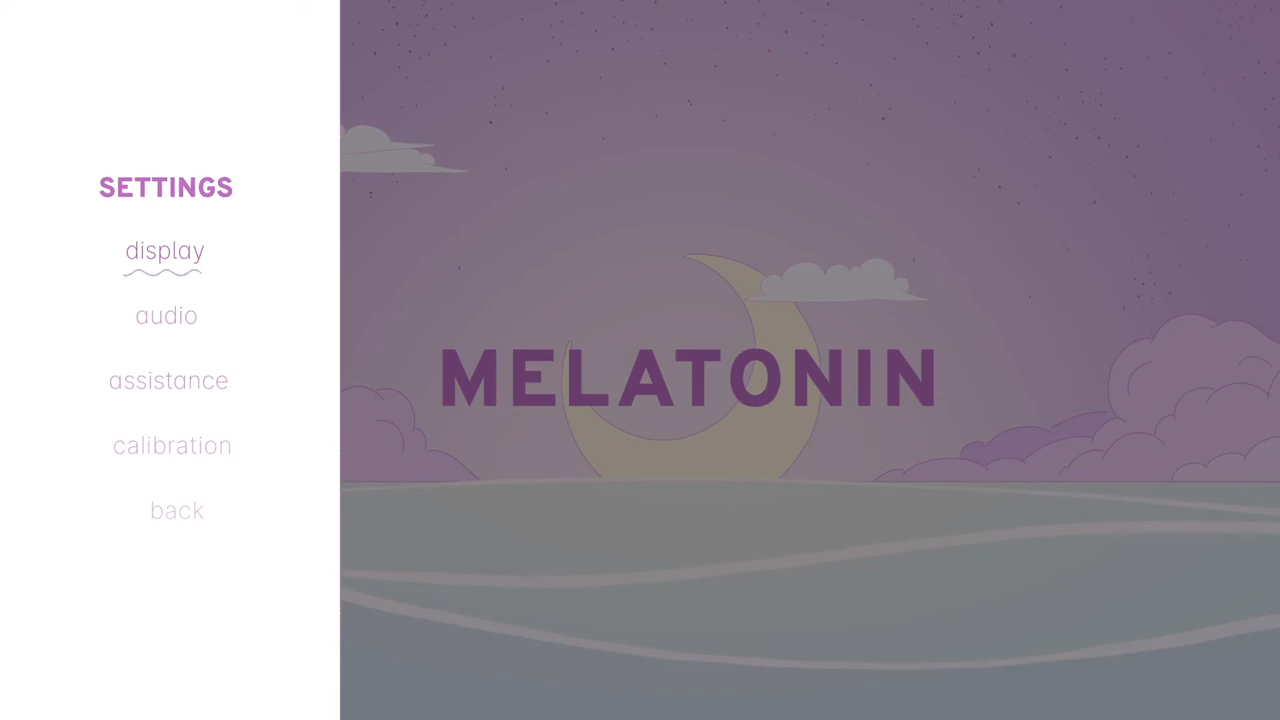 SETTINGS
display
audio
assistance
calibration
back
MELATONIN